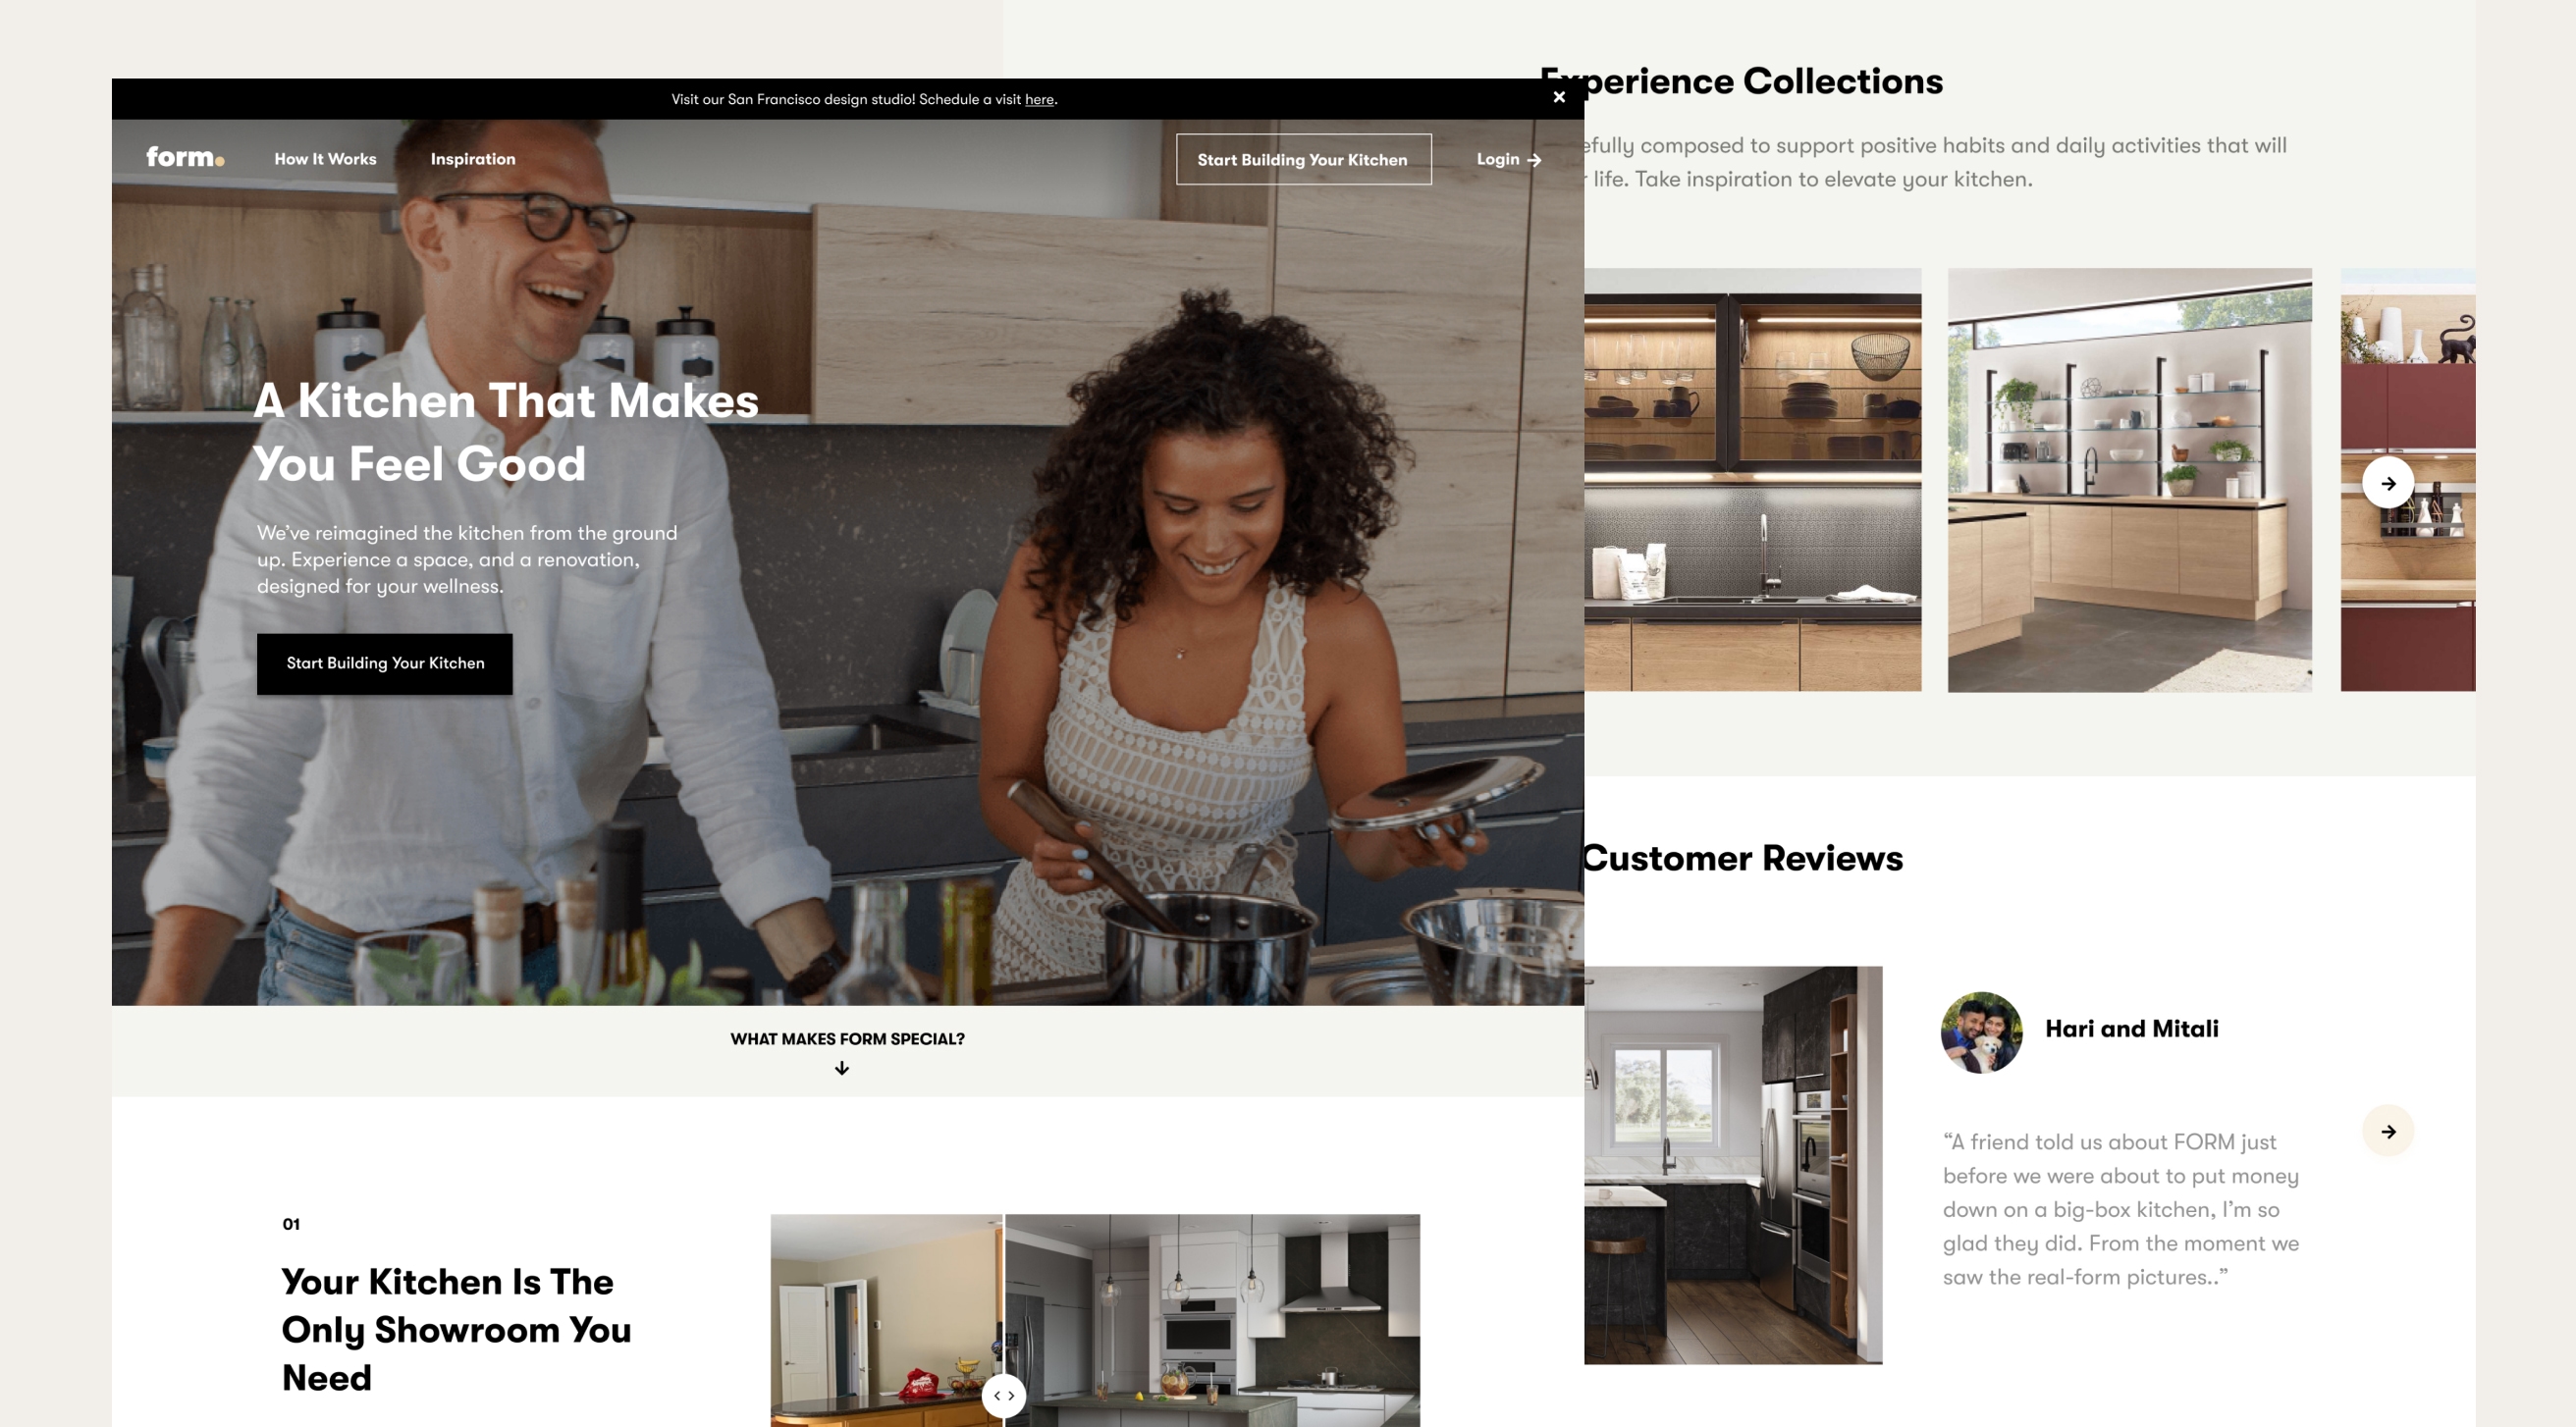 Visit our San Francisco design studio! Schedule a visit here.
form.
How It Works
Inspiration
Start Building Your Kitchen
Login
A Kitchen That Makes
You Feel Good
We’ve reimagined the kitchen from the ground
up. Experience a space, and a renovation,
designed for your wellness.
Start Building Your Kitchen
WHAT MAKES FORM SPECIAL?
01
Your Kitchen Is The
Only Showroom You
Need
Experience Collections
composed to support positive habits and daily activities that will
life. Take inspiration to elevate your kitchen.
Customer Reviews
Hari and Mitali
“A friend told us about FORM just
before we were about to put money
down on a big-box kitchen, I’m so
glad they did. From the moment we
saw the real-form pictures..”